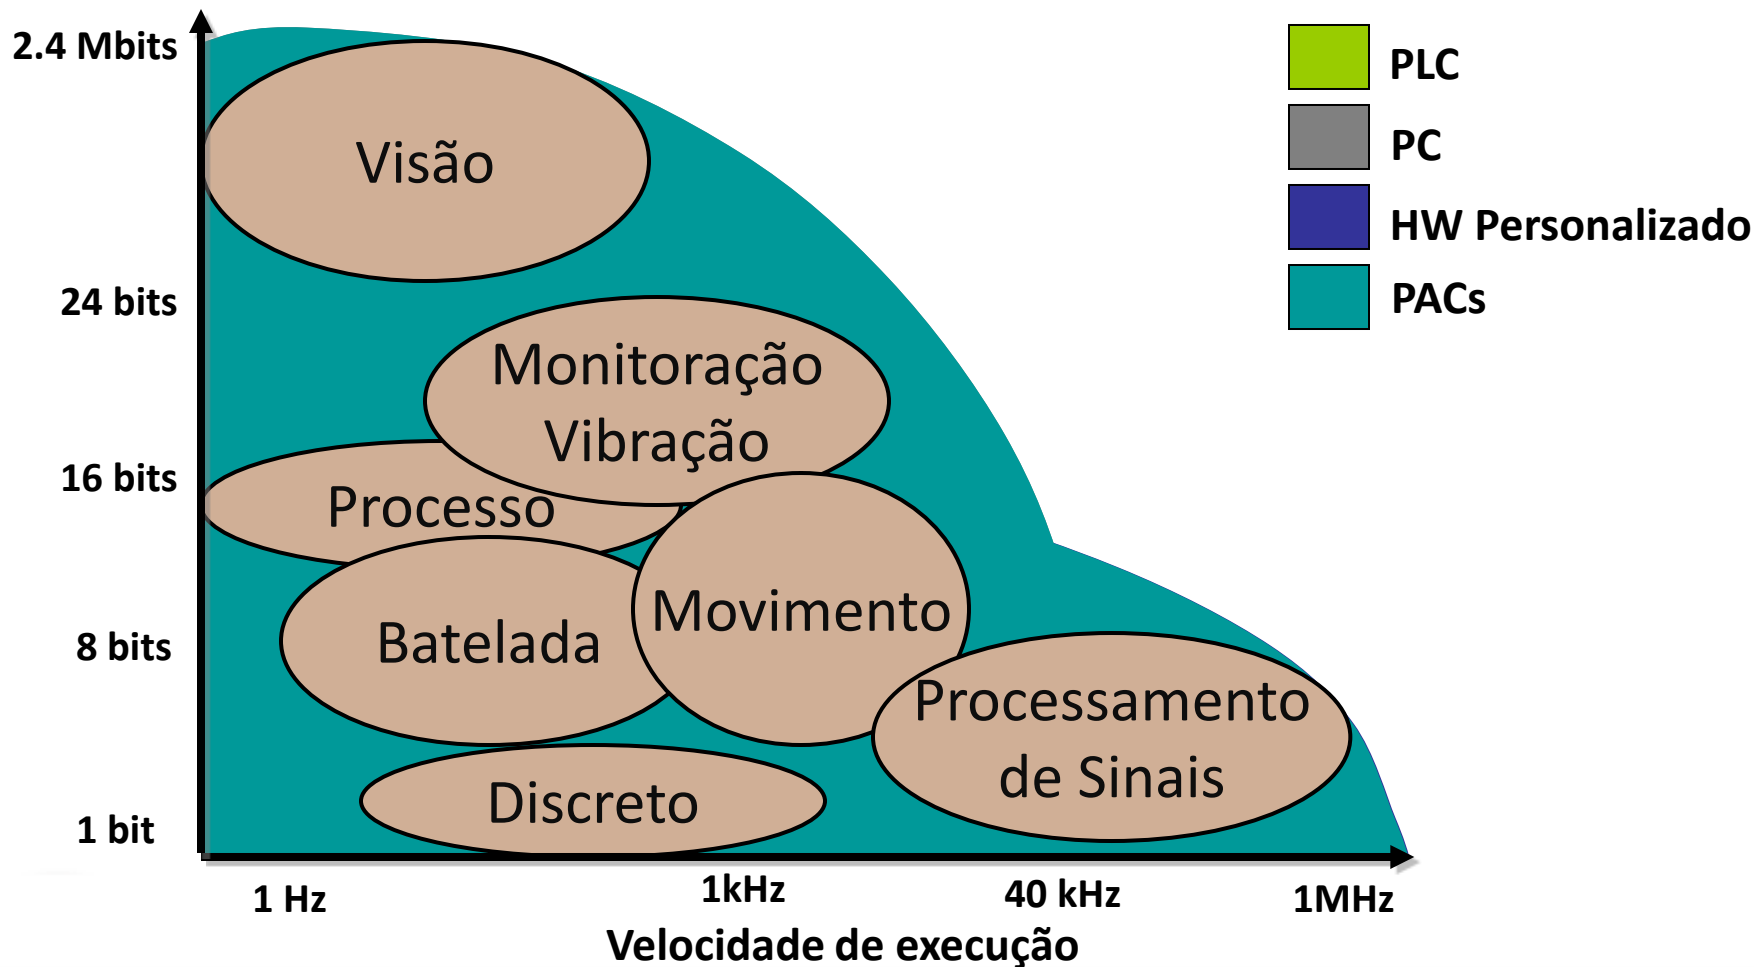 2.4 Mbits
24 bits
16 bits
8 bits
1 bit
Visão
Monitoração
Vibração
Processo
Batelada
Movimento
Processamento
de Sinais
Discreto
1 Hz
1kHz
40 kHz
1MHz
Velocidade de execução
PLC
PC
HW Personalizado
PACs